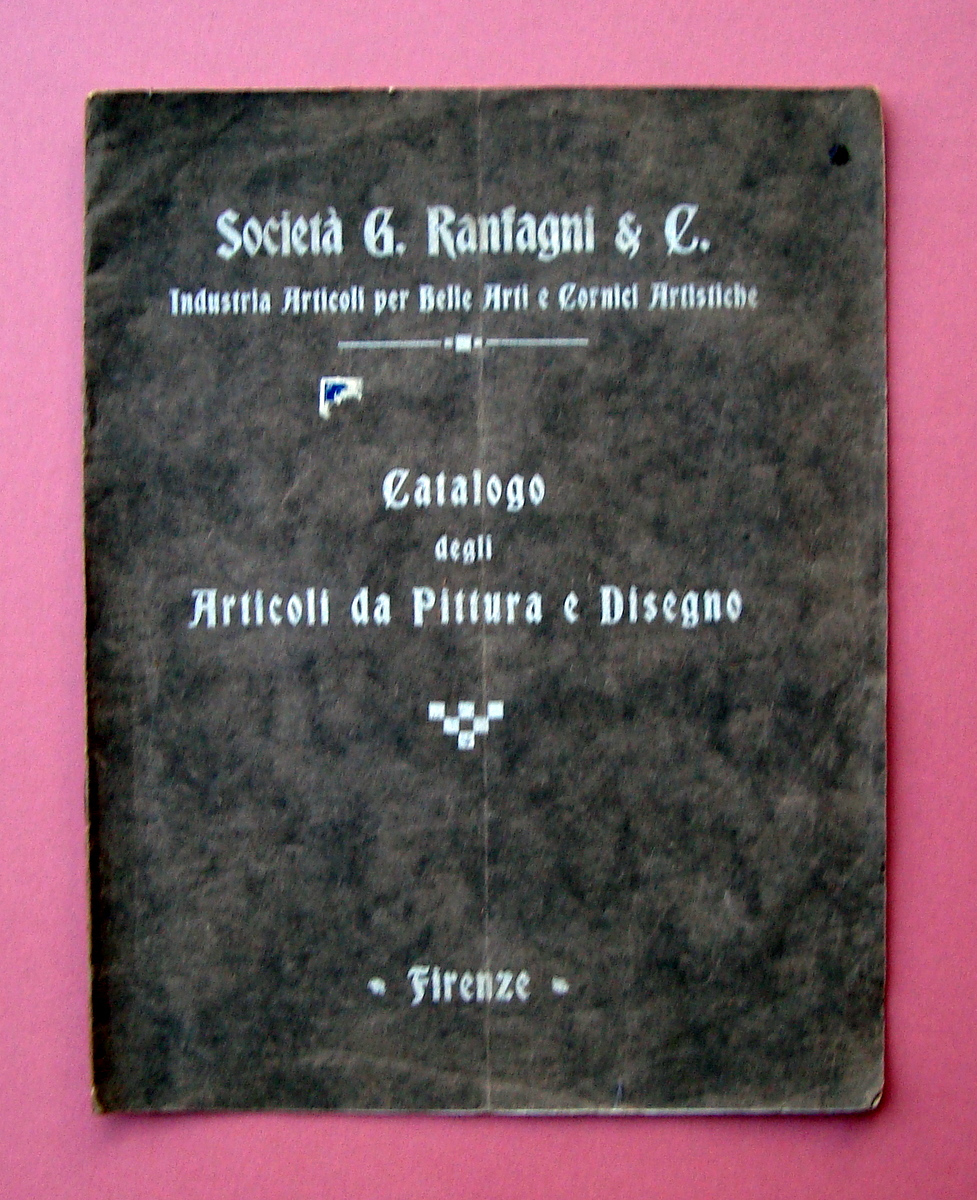 Società G. Ranfagni & C.
Industria Articoli per Belle Arti e Cornici Artistiche
Catalogo
degli
Articoli da Pittura e Disegno
- Firenze -